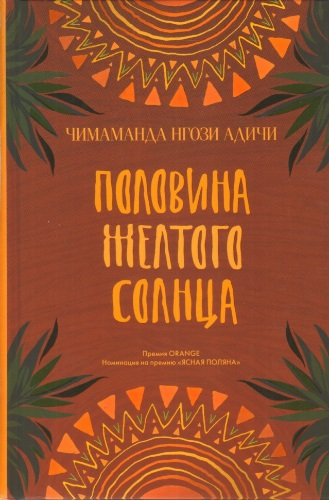 ЧИМАМАНДА НГОЗИ АДИЧИ
ПОЛОВИНА
ЖЕЛТОГО
СОЛНЦА
Премия ORANGE
Номинация на премию «ЯСНАЯ ПОЛЯНА»